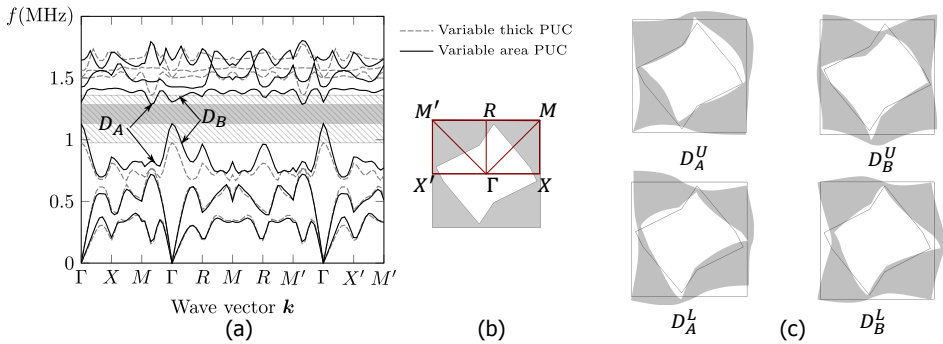 f(MHz)
1.5
1
0.5
0
D_A
D_B
Γ X M Γ R M R M′ Γ X′ M′
Wave vector k
(a)
Variable thick PUC
Variable area PUC
M′ R M
X′ Γ X
(b)
D_A^U
D_B^U
D_A^L
D_B^L
(c)